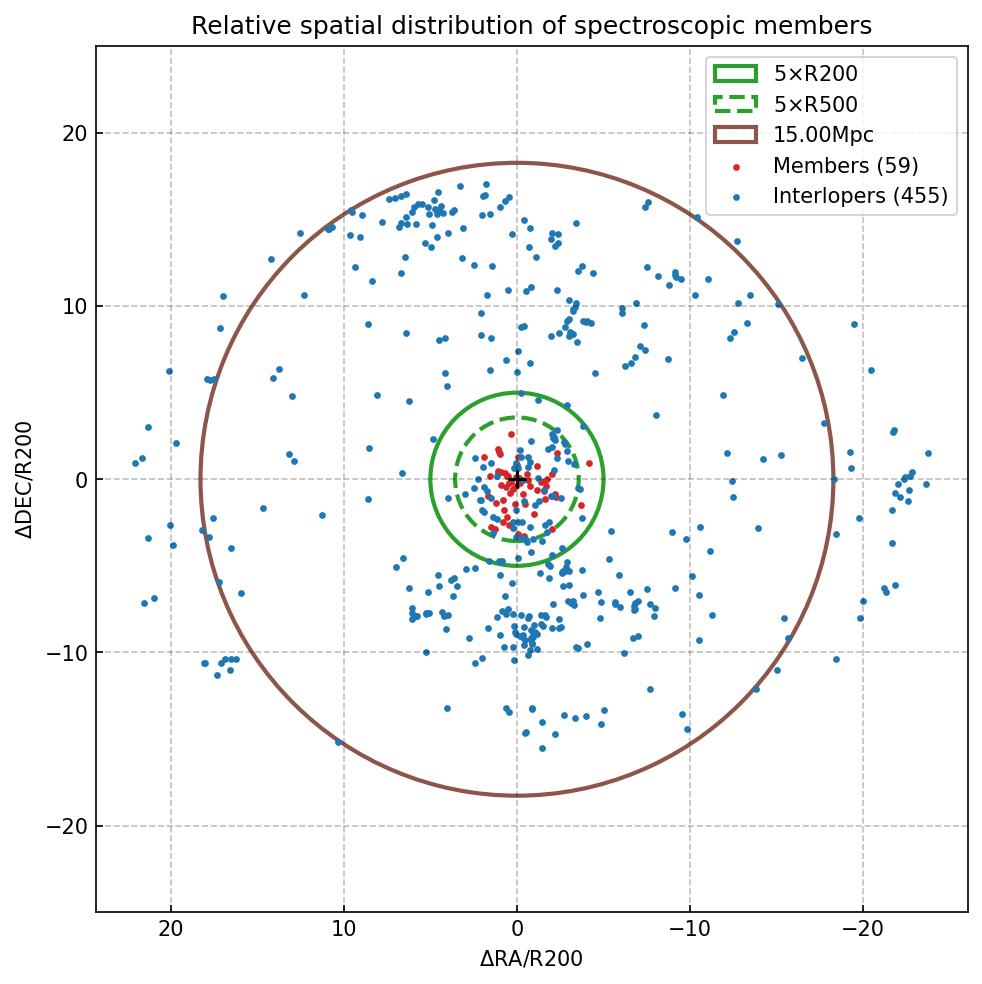 Relative spatial distribution of spectroscopic members
5×R200
5×R500
15.00Mpc
Members (59)
Interlopers (455)
20
10
0
−10
−20
ΔDEC/R200
20
10
0
−10
−20
ΔRA/R200